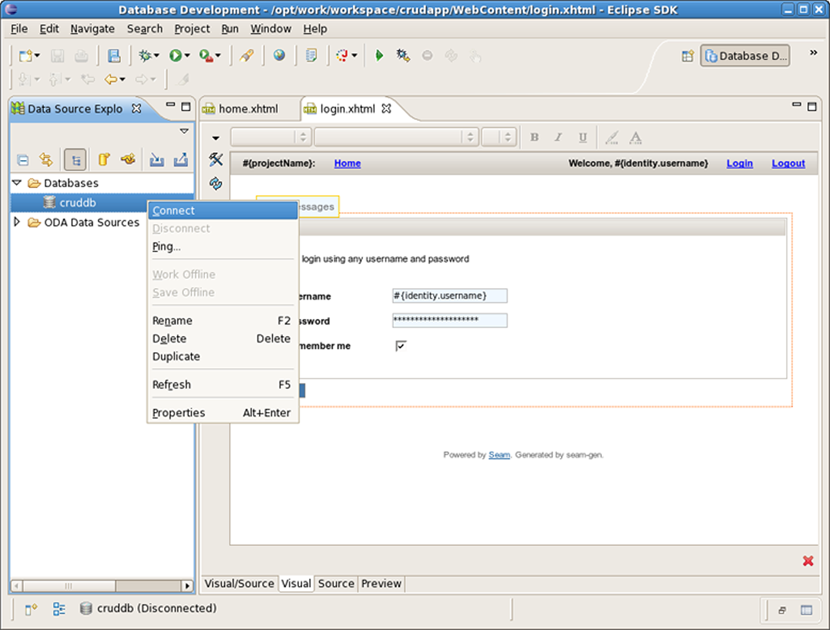 Database Development - /opt/work/workspace/crudapp/WebContent/login.xhtml - Eclipse SDK
File Edit Navigate Search Project Run Window Help
Database D...
Data Source Explo
home.xhtml login.xhtml
B I U A
#{projectName}: Home Welcome, #{identity.username} Login Logout
Databases
cruddb
ODA Data Sources
Connect
Disconnect
Ping...
Work Offline
Save Offline
Rename F2
Delete Delete
Duplicate
Refresh F5
Properties Alt+Enter
ssages
login using any username and password
ername #{identity.username}
ssword ********************
member me
Powered by Seam. Generated by seam-gen.
Visual/Source Visual Source Preview
cruddb (Disconnected)